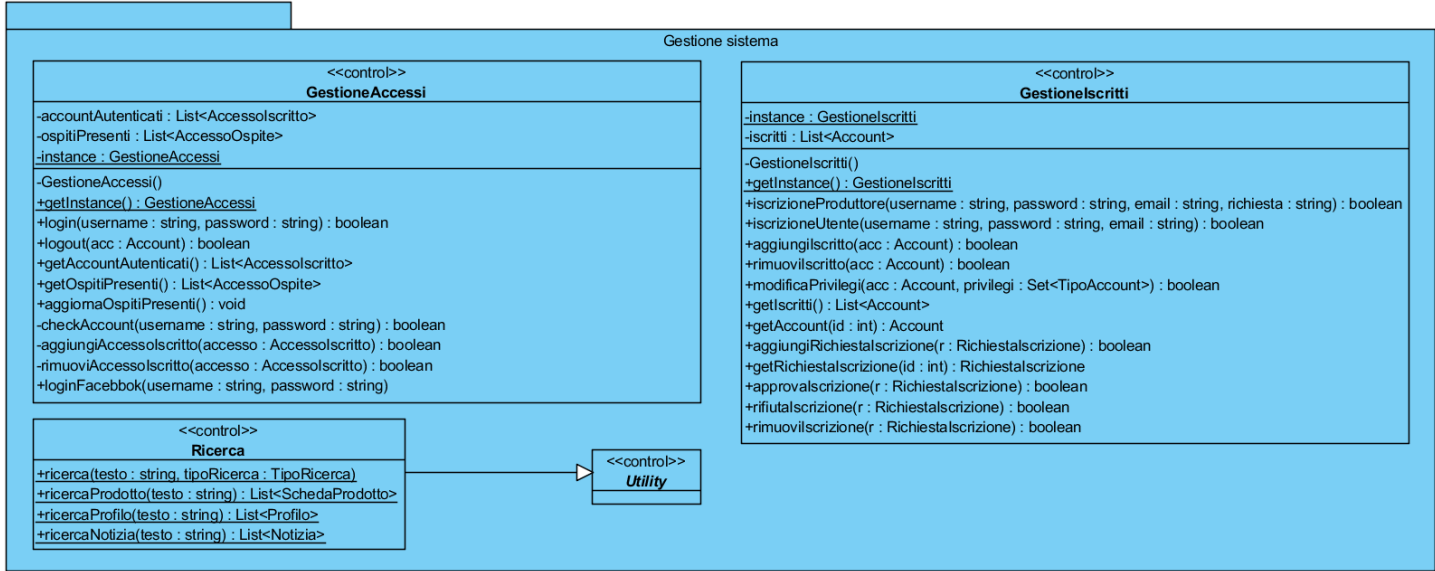 Gestione sistema
<<control>>
GestioneAccessi
-accountAutenticati : List<AccessoIscritto>
-ospitiPresenti : List<AccessoOspite>
-instance : GestioneAccessi
-GestioneAccessi()
+getInstance() : GestioneAccessi
+login(username : string, password : string) : boolean
+logout(acc : Account) : boolean
+getAccountAutenticati() : List<AccessoIscritto>
+getOspitiPresenti() : List<AccessoOspite>
+aggiornaOspitiPresenti() : void
-checkAccount(username : string, password : string) : boolean
-aggiungiAccessoIscritto(accesso : AccessoIscritto) : boolean
-rimuoviAccessoIscritto(accesso : AccessoIscritto) : boolean
+loginFacebbok(username : string, password : string)
<<control>>
GestioneIscritti
-instance : GestioneIscritti
-iscritti : List<Account>
-GestioneIscritti()
+getInstance() : GestioneIscritti
+iscrizioneProduttore(username : string, password : string, email : string, richiesta : string) : boolean
+iscrizioneUtente(username : string, password : string, email : string) : boolean
+aggiungiIscritto(acc : Account) : boolean
+rimuoviIscritto(acc : Account) : boolean
+modificaPrivilegi(acc : Account, privilegi : Set<TipoAccount>) : boolean
+getIscritti() : List<Account>
+getAccount(id : int) : Account
+aggiungiRichiestaIscrizione(r : RichiestaIscrizione) : boolean
+getRichiestaIscrizione(id : int) : RichiestaIscrizione
+approvaIscrizione(r : RichiestaIscrizione) : boolean
+rifiutaIscrizione(r : RichiestaIscrizione) : boolean
+rimuoviIscrizione(r : RichiestaIscrizione) : boolean
<<control>>
Ricerca
+ricerca(testo : string, tipoRicerca : TipoRicerca)
+ricercaProdotto(testo : string) : List<SchedaProdotto>
+ricercaProfilo(testo : string) : List<Profilo>
+ricercaNotizia(testo : string) : List<Notizia>
<<control>>
Utility